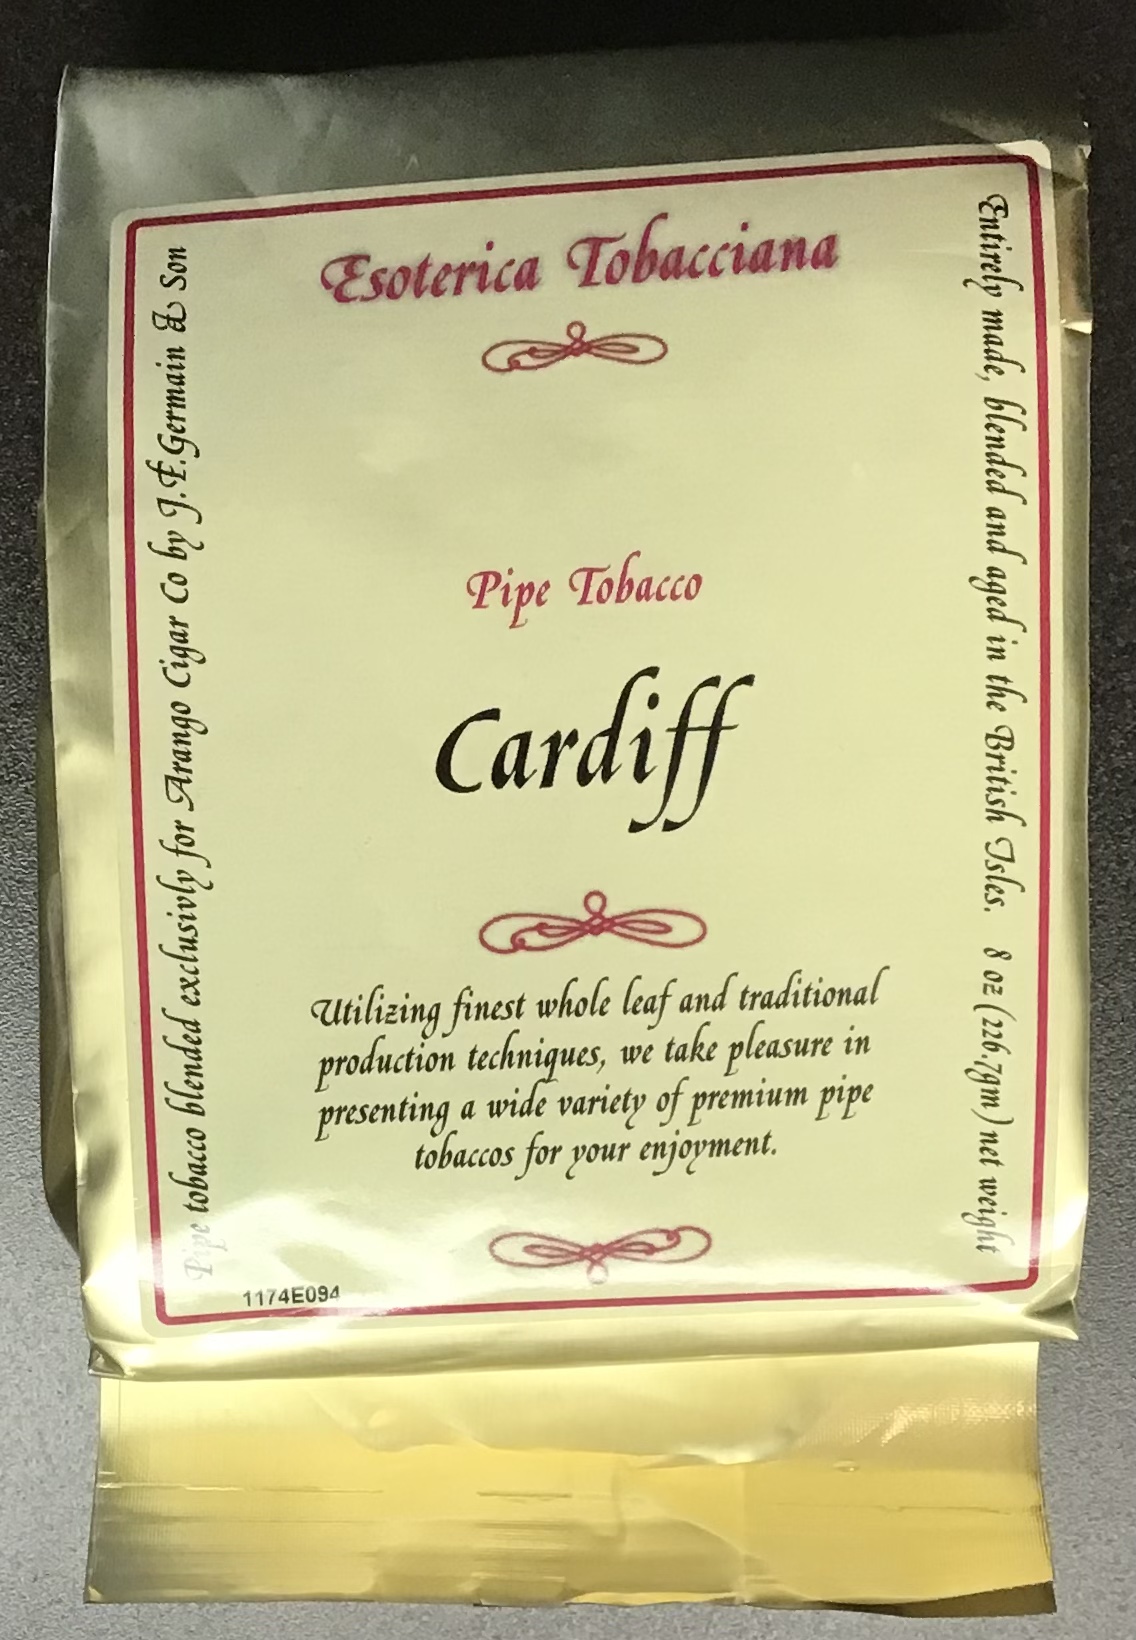 Esoterica Tobacciana
Pipe Tobacco
Cardiff
Utilizing finest whole leaf and traditional
production techniques, we take pleasure in
presenting a wide variety of premium pipe
tobaccos for your enjoyment.
Pipe tobacco blended exclusivly for Arango Cigar Co by J.F.Germain & Son
Entirely made, blended and aged in the British Isles. 8 oz (226.7gm) net weight
1174E094